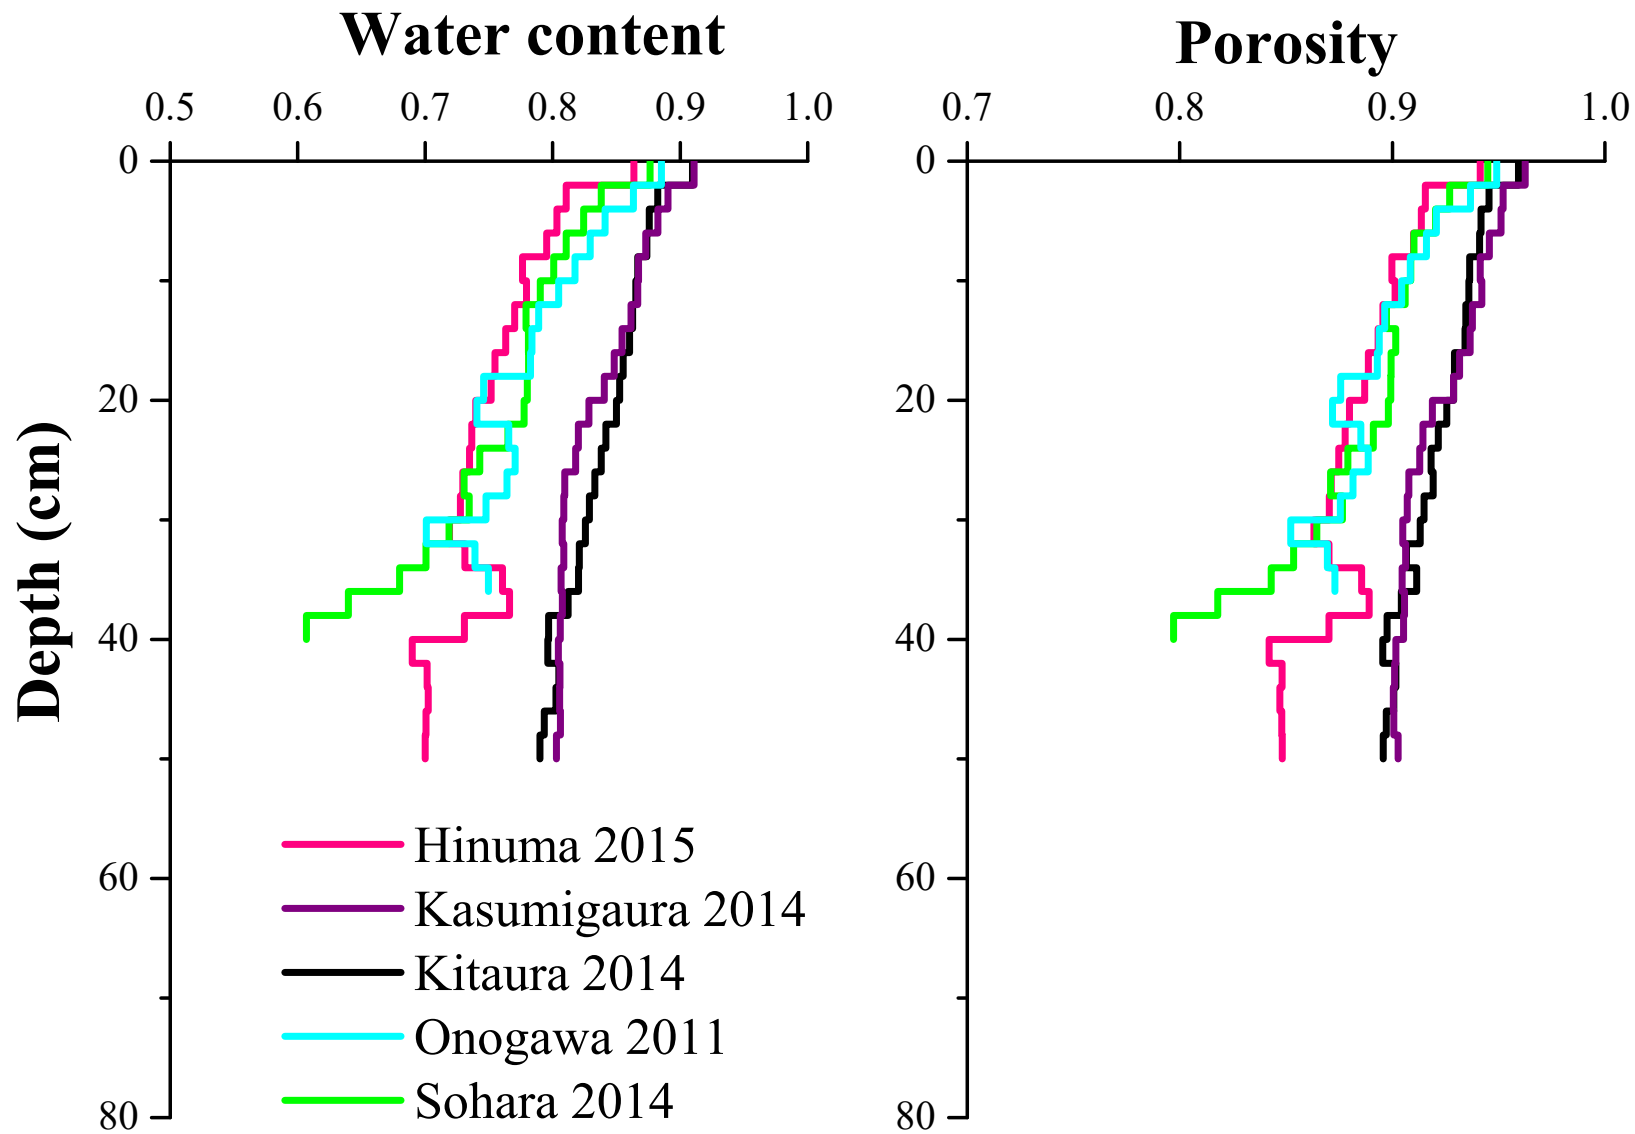 Water content
Porosity
0.5 0.6 0.7 0.8 0.9 1.0
0.7 0.8 0.9 1.0
0
20
40
60
80
0
20
40
60
80
Depth (cm)
Hinuma 2015
Kasumigaura 2014
Kitaura 2014
Onogawa 2011
Sohara 2014